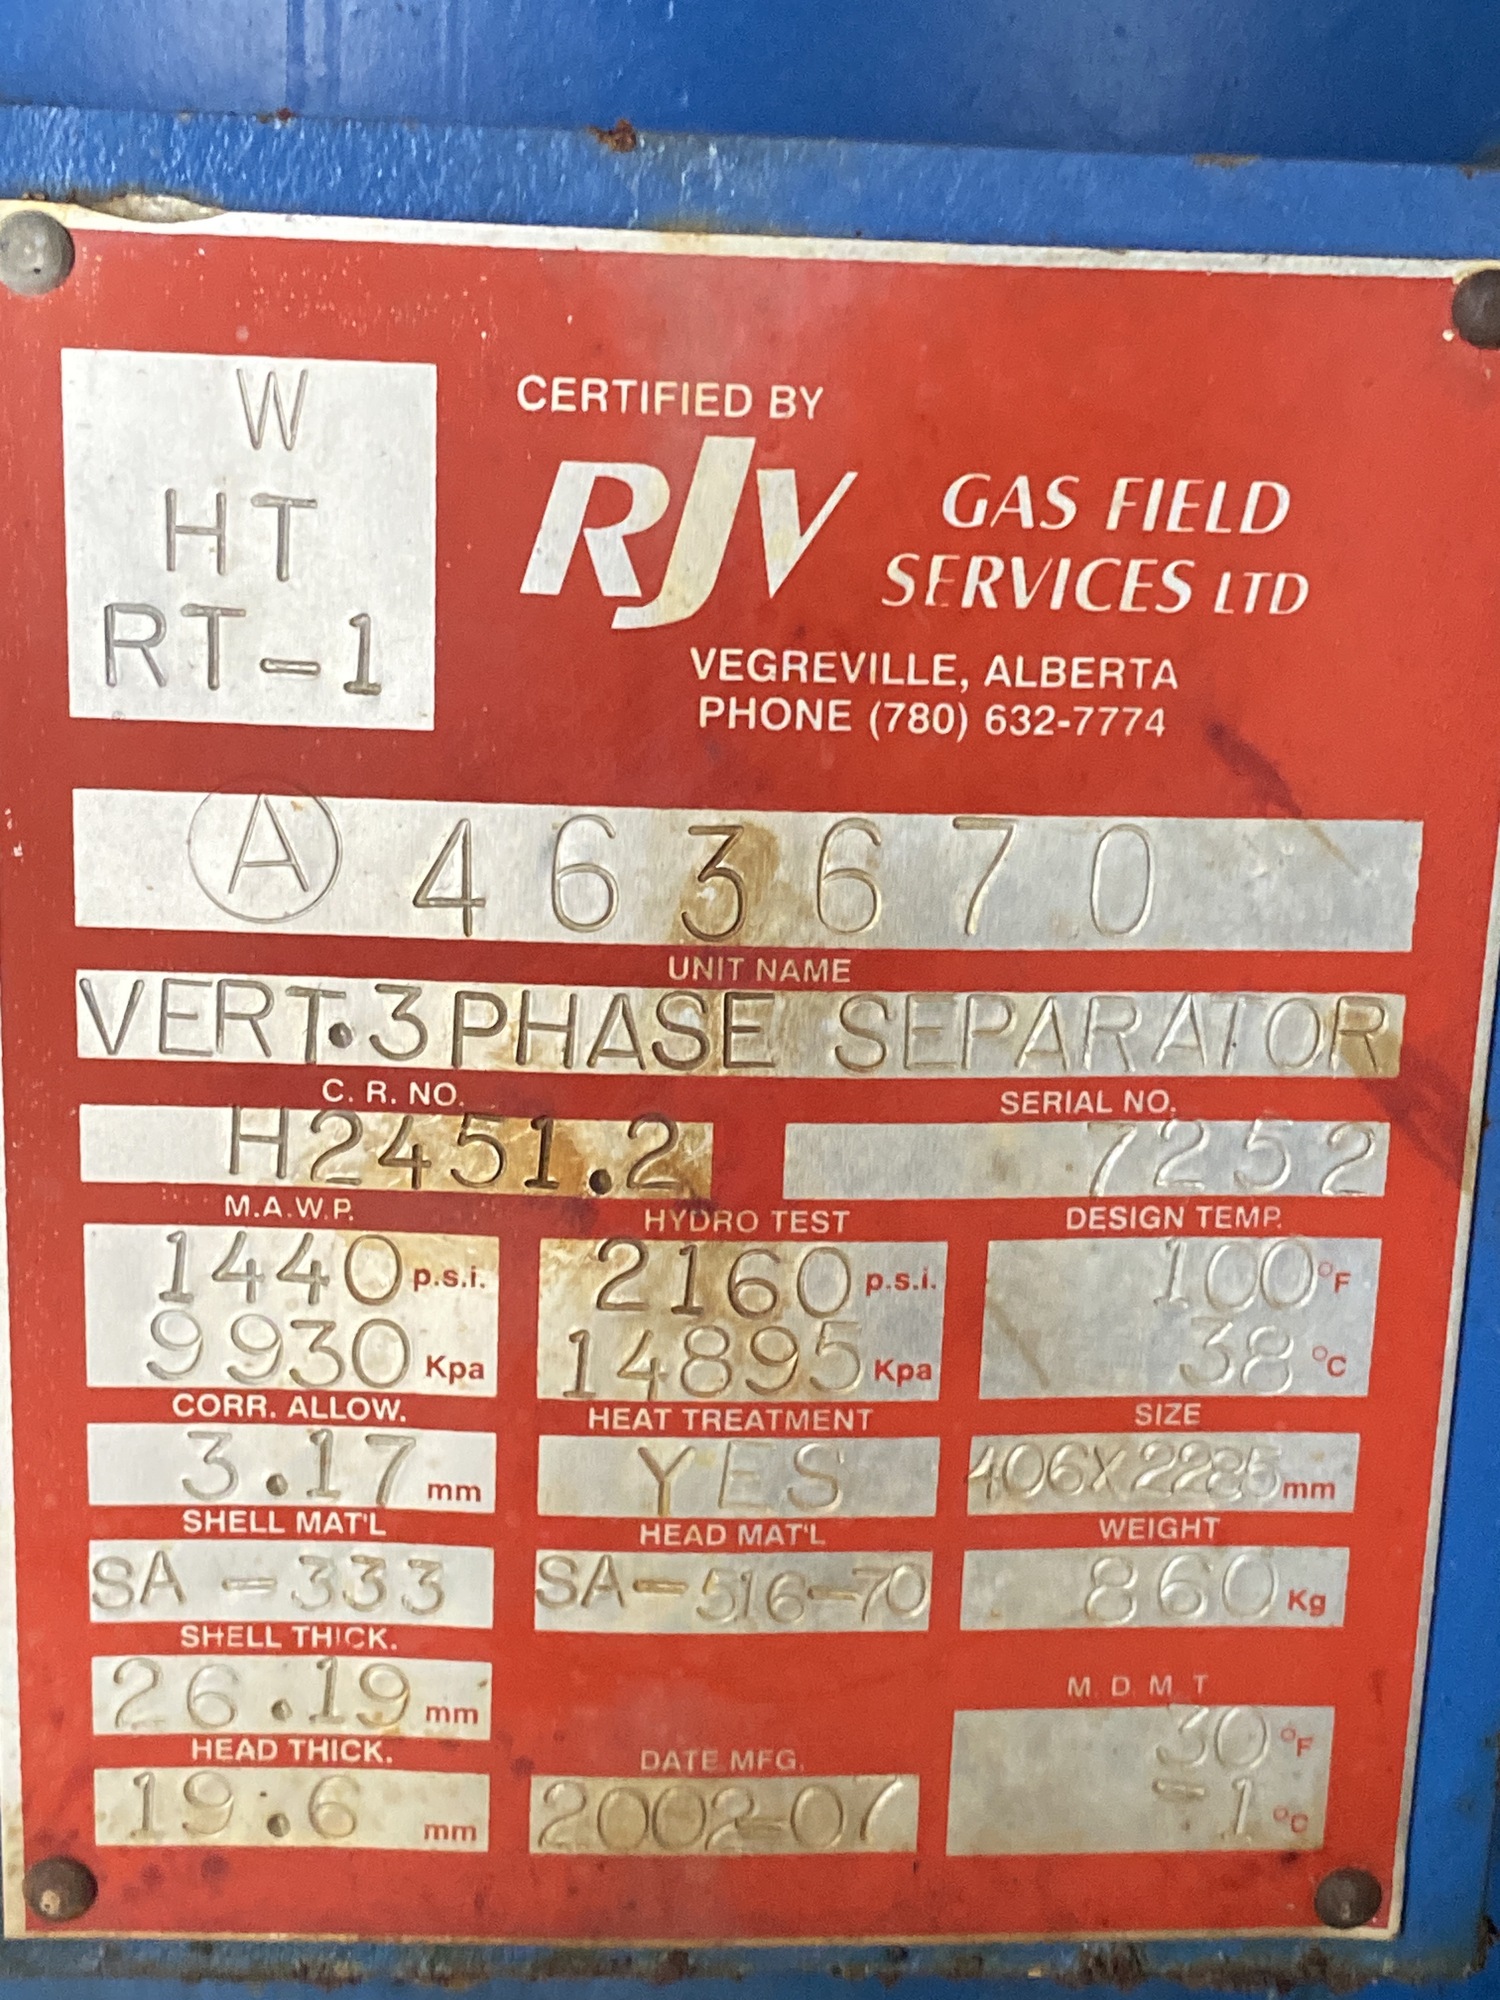 W
HT
RT-1
CERTIFIED BY
RJV GAS FIELD
SERVICES LTD
VEGREVILLE, ALBERTA
PHONE (780) 632-7774
A 463670
UNIT NAME
VERT. 3 PHASE SEPARATOR
C. R. NO. SERIAL NO.
H2451.2 7252
M.A.W.P. HYDRO TEST DESIGN TEMP.
1440 p.s.i. 2160 p.s.i. 100 °F
9930 Kpa 14895 Kpa 38 °C
CORR. ALLOW. HEAT TREATMENT SIZE
3.17 mm YES 406X2285 mm
SHELL MAT'L HEAD MAT'L WEIGHT
SA-333 SA-516-70 860 Kg
SHELL THICK.
26.19 mm M. D. M. T
HEAD THICK. DATE MFG. 30 °F
19.6 mm 2002-07 -1 °C